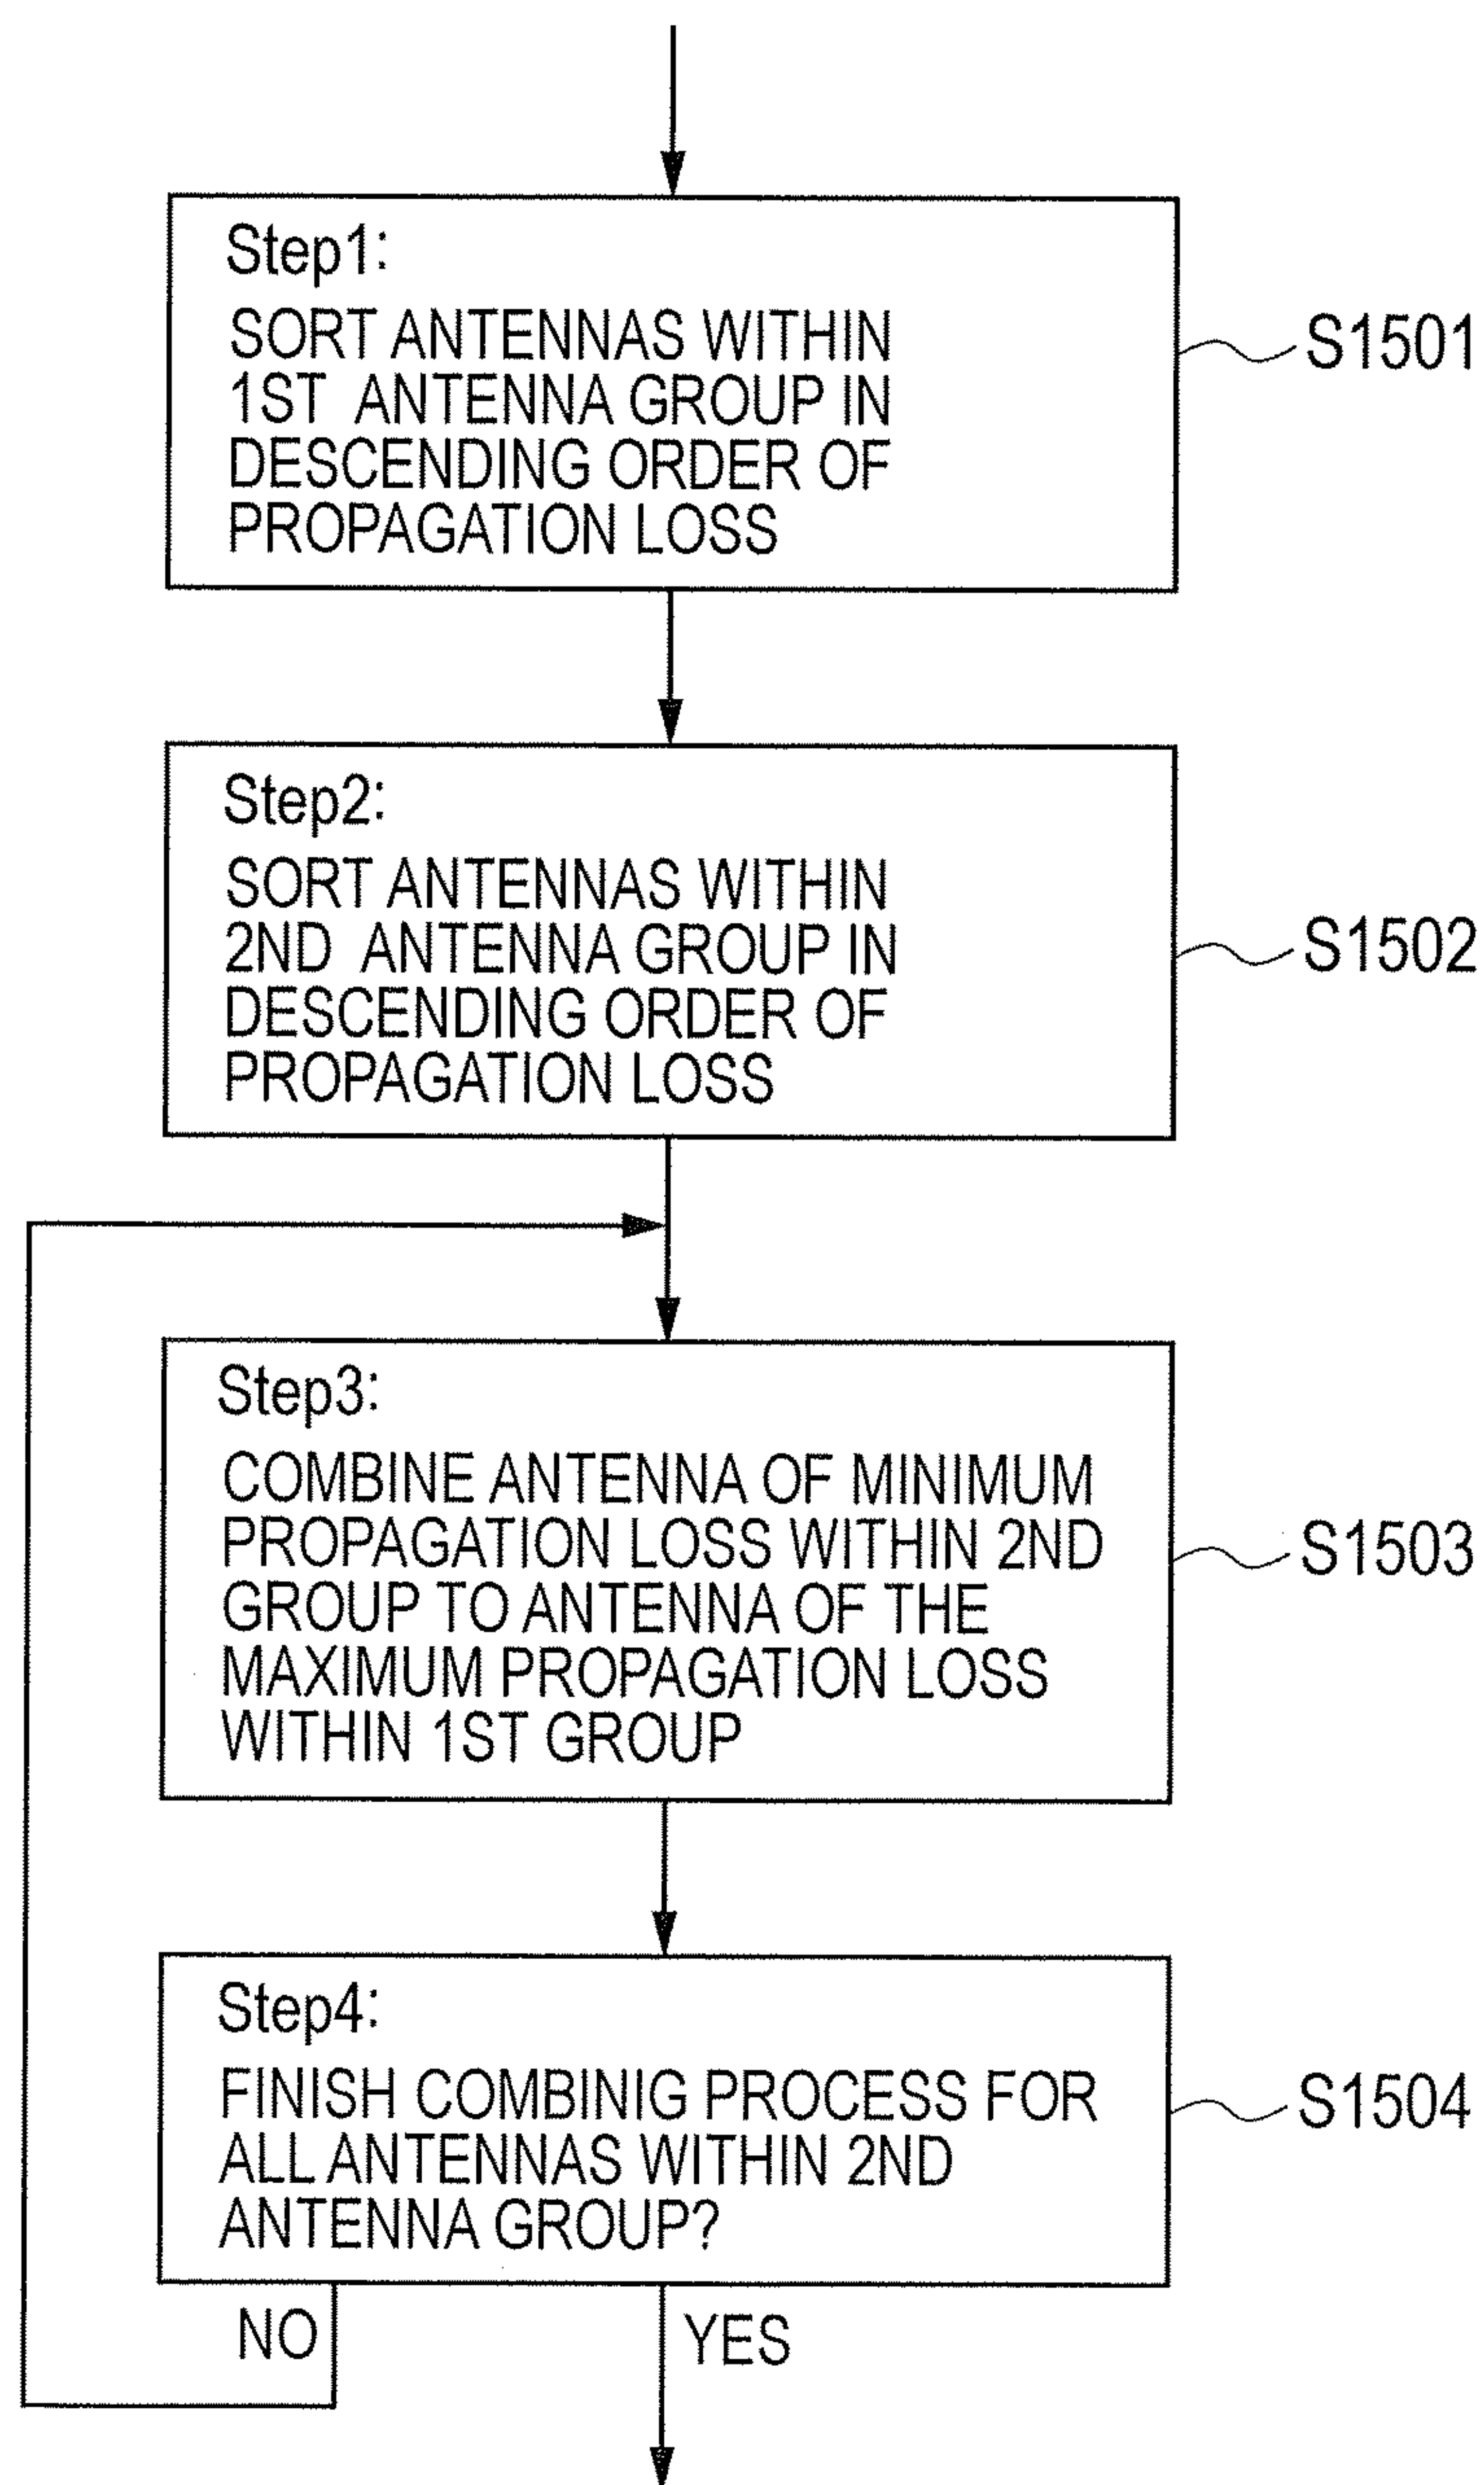 Step1:
SORT ANTENNAS WITHIN
1ST ANTENNA GROUP IN
DESCENDING ORDER OF
PROPAGATION LOSS
S1501
Step2:
SORT ANTENNAS WITHIN
2ND ANTENNA GROUP IN
DESCENDING ORDER OF
PROPAGATION LOSS
S1502
Step3:
COMBINE ANTENNA OF MINIMUM
PROPAGATION LOSS WITHIN 2ND
GROUP TO ANTENNA OF THE
MAXIMUM PROPAGATION LOSS
WITHIN 1ST GROUP
S1503
Step4:
FINISH COMBINIG PROCESS FOR
ALL ANTENNAS WITHIN 2ND
ANTENNA GROUP?
S1504
NO
YES